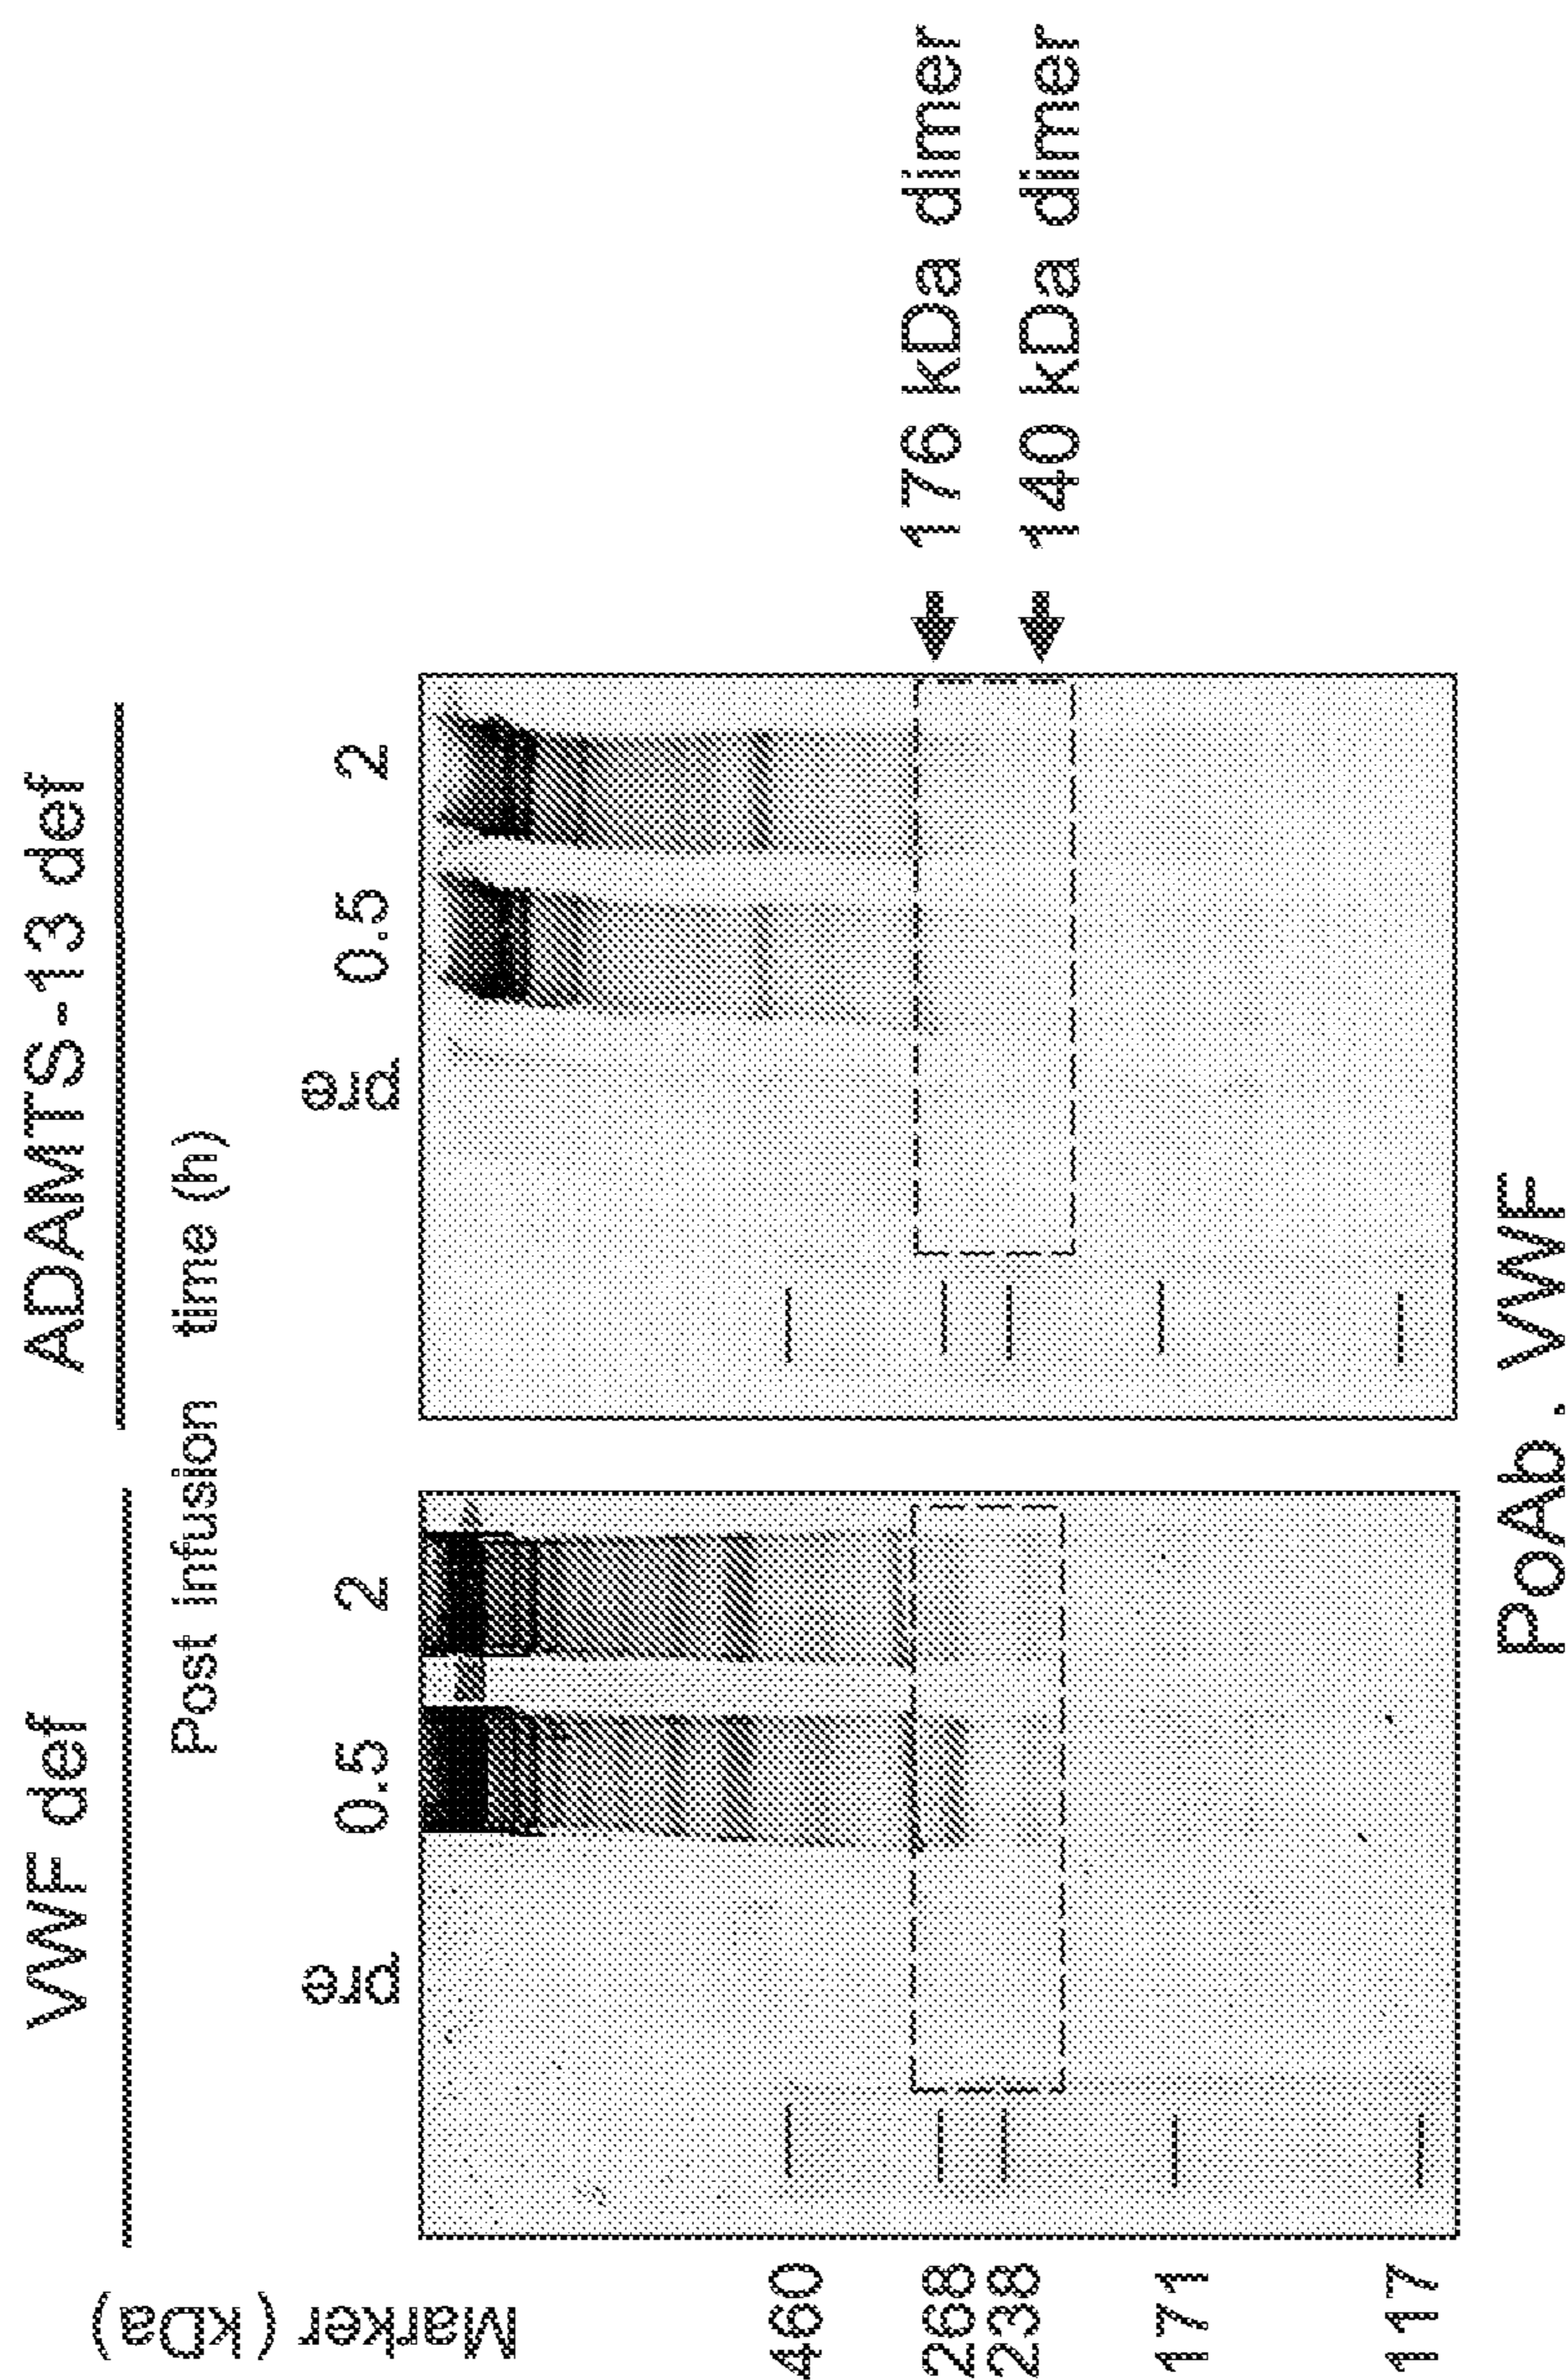 VWF def
ADAMTS-13 def
Post infusion time (h)
Marker (kDa)
pre 0.5 2
pre 0.5 2
460
268
238
171
117
176 kDa dimer
140 kDa dimer
PoAb. VWF